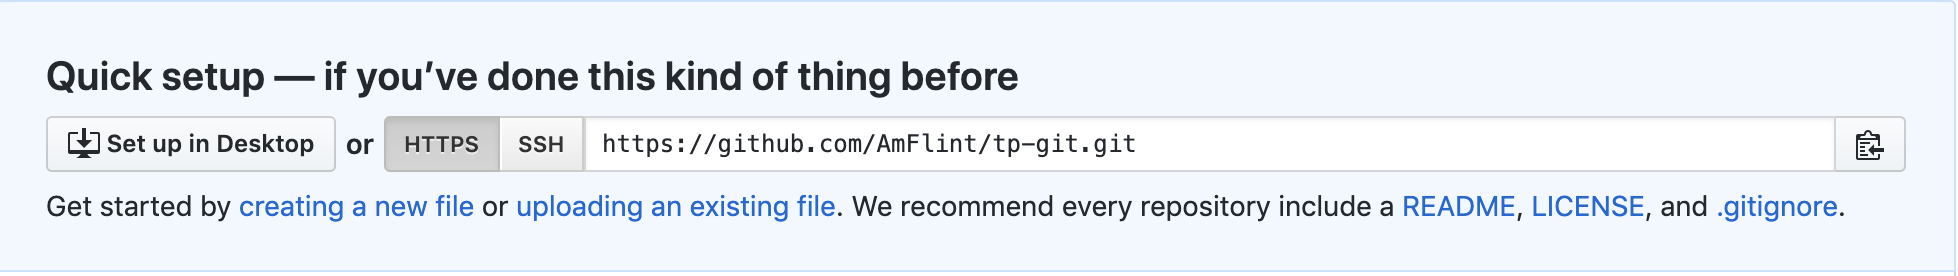 Quick setup — if you’ve done this kind of thing before
Set up in Desktop or HTTPS SSH https://github.com/AmFlint/tp-git.git
Get started by creating a new file or uploading an existing file. We recommend every repository include a README, LICENSE, and .gitignore.